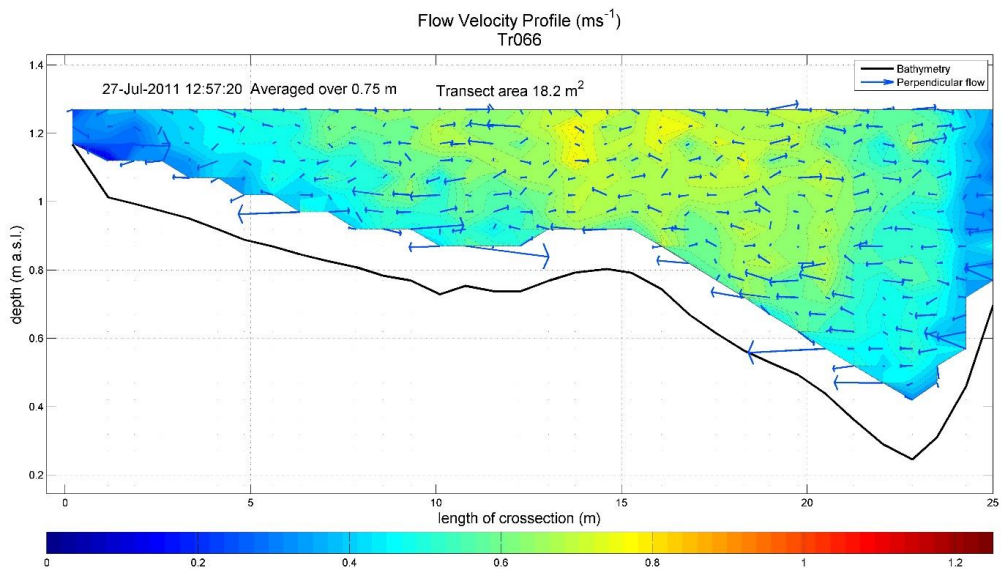 Flow Velocity Profile (ms-1)
Tr066
27-Jul-2011 12:57:20 Averaged over 0.75 m
Transect area 18.2 m2
Bathymetry
Perpendicular flow
depth (m a.s.l.)
1.4
1.2
1
0.8
0.6
0.4
0.2
0 5 10 15 20 25
length of crossection (m)
0 0.2 0.4 0.6 0.8 1 1.2